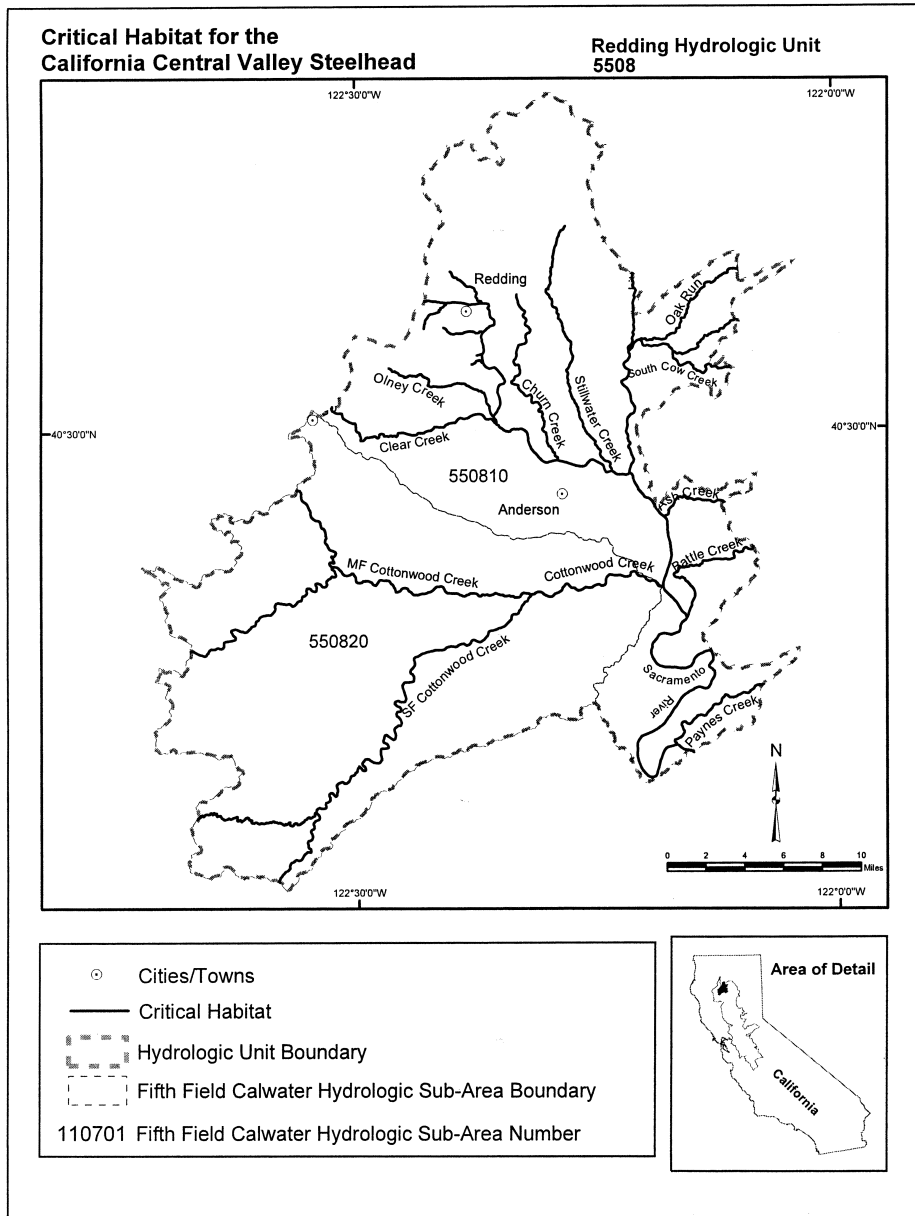 Critical Habitat for the
California Central Valley Steelhead
Redding Hydrologic Unit
5508
122°30'0"W
122°0'0"W
Redding
Oak Run
South Cow Creek
Olney Creek
Churn Creek
Stillwater Creek
40°30'0"N
40°30'0"N
Clear Creek
550810
Anderson
Ash Creek
Battle Creek
MF Cottonwood Creek
Cottonwood Creek
550820
SF Cottonwood Creek
Sacramento
River
Paynes Creek
N
0 2 4 6 8 10
Miles
122°30'0"W
122°0'0"W
Cities/Towns
Critical Habitat
Hydrologic Unit Boundary
Fifth Field Calwater Hydrologic Sub-Area Boundary
110701 Fifth Field Calwater Hydrologic Sub-Area Number
Area of Detail
California